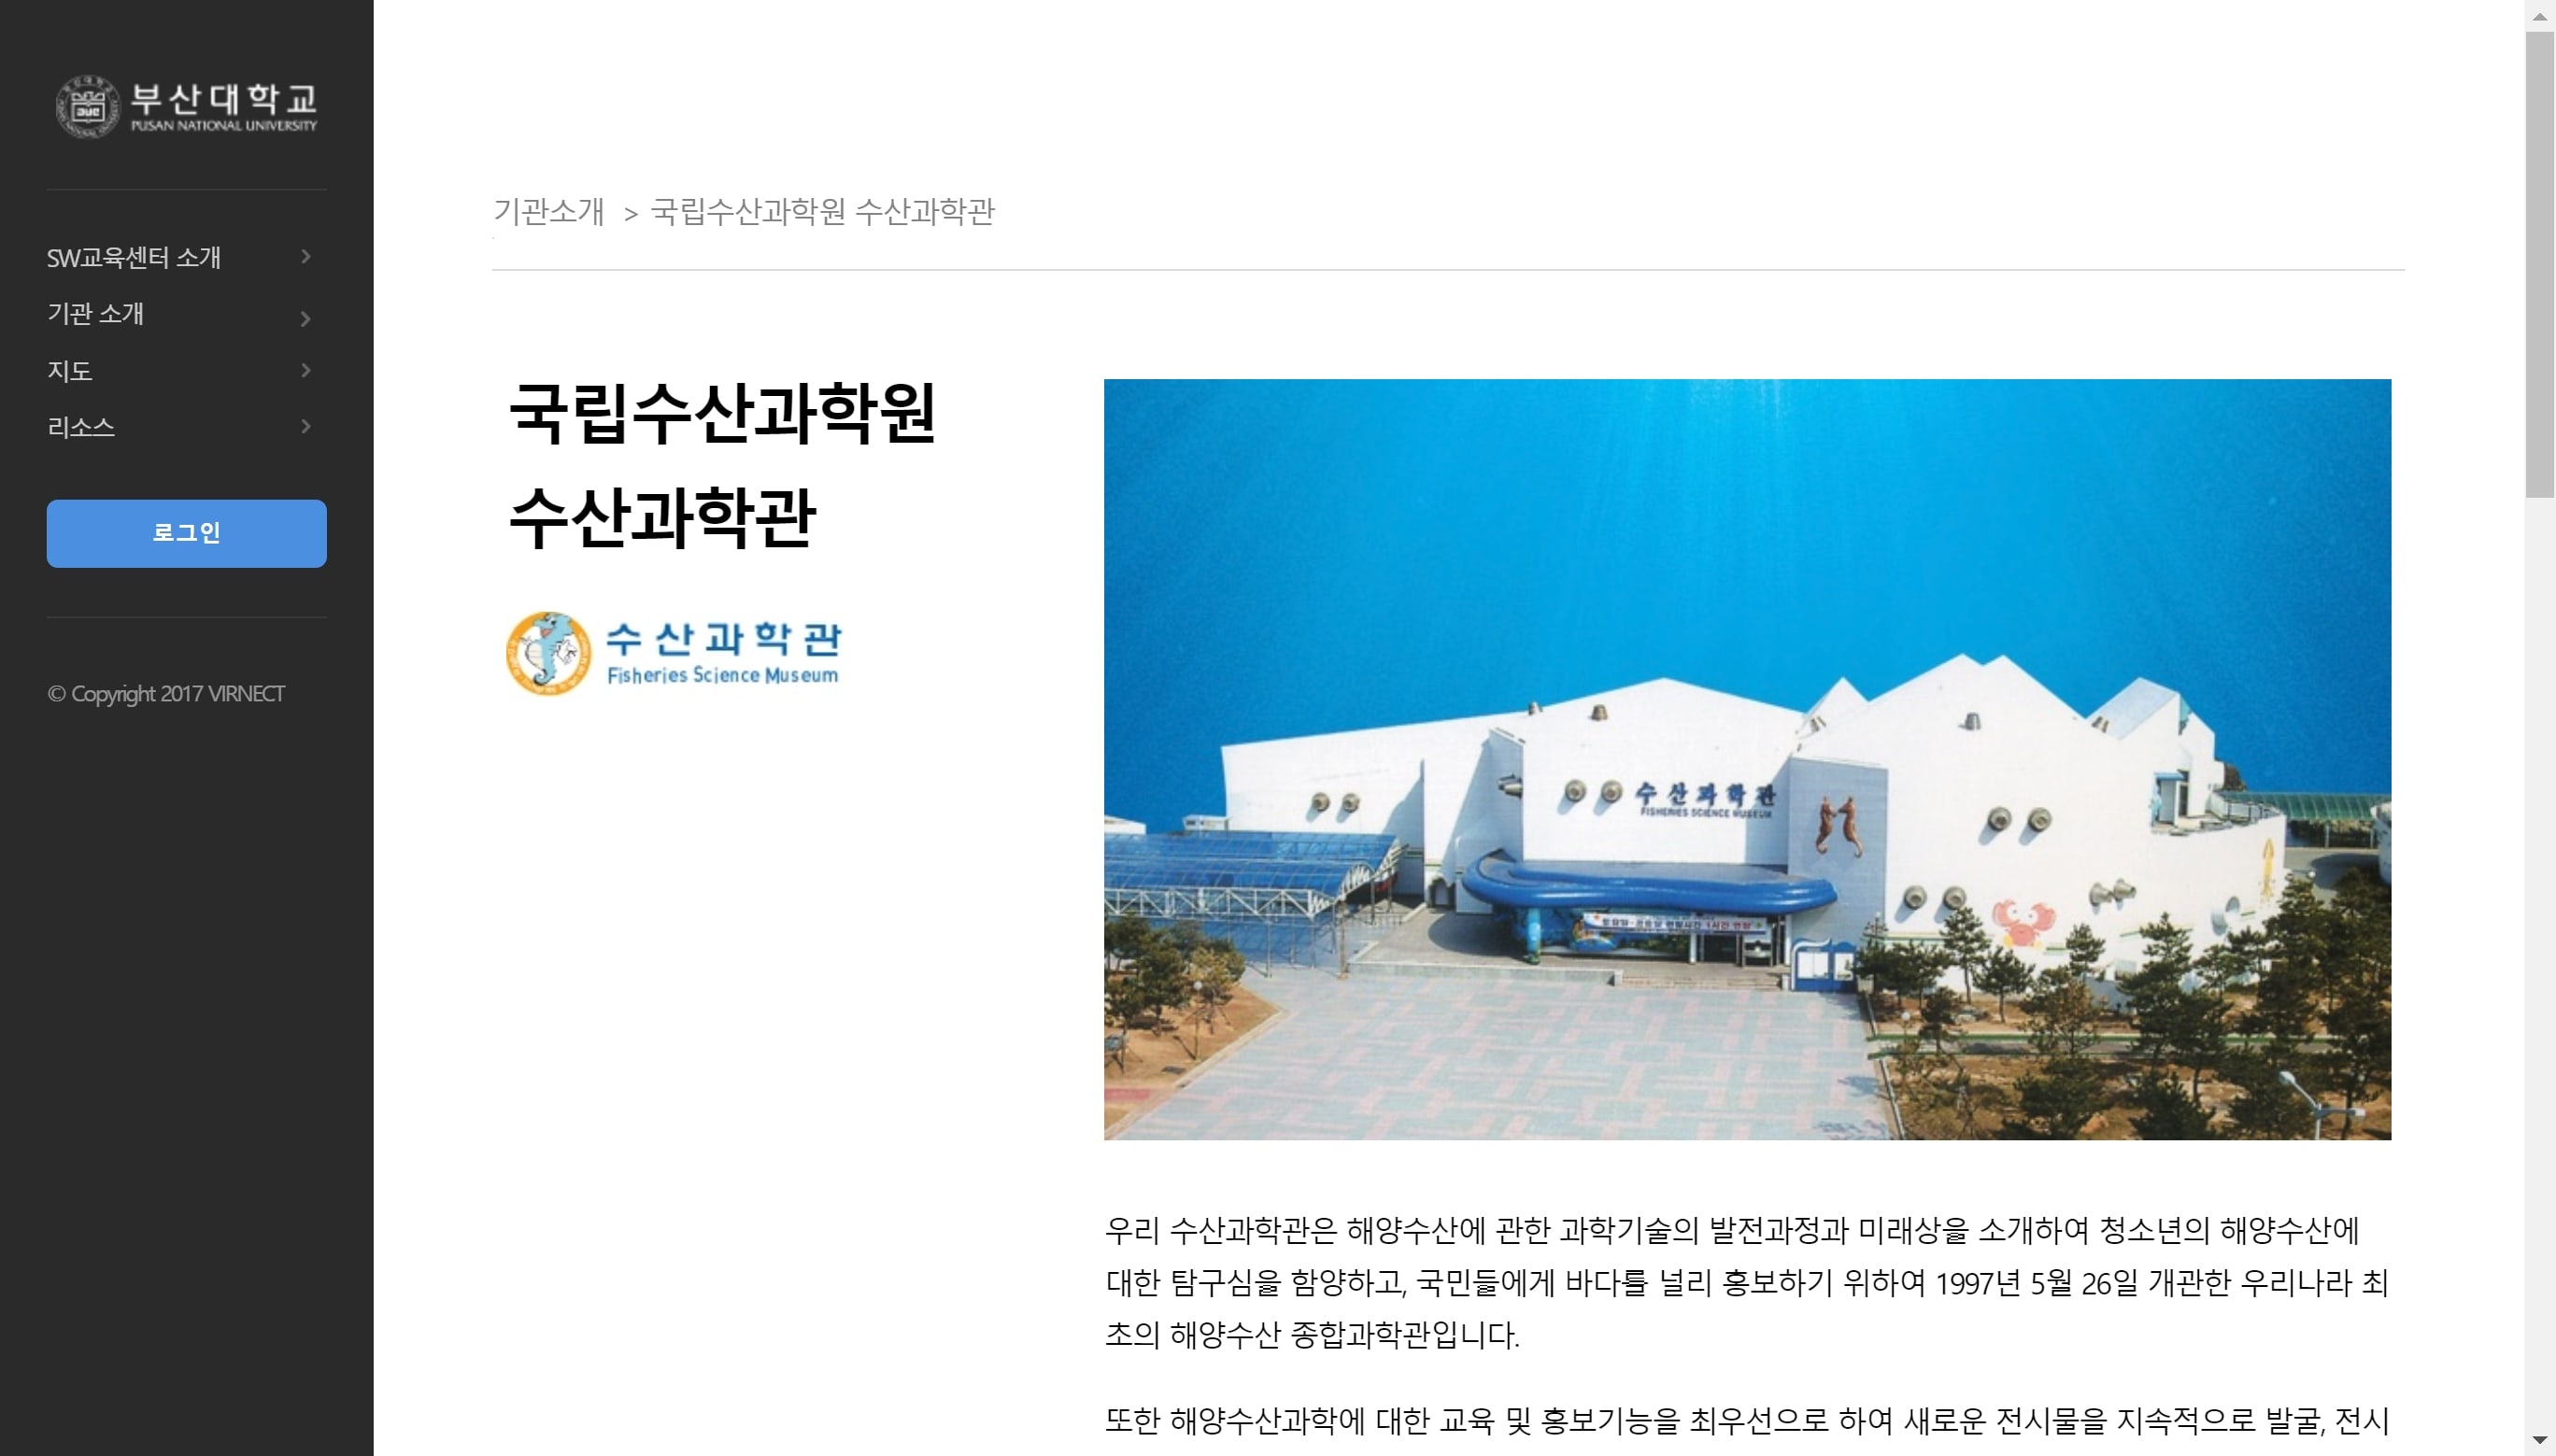 부산대학교
PUSAN NATIONAL UNIVERSITY
SW교육센터 소개
기관 소개
지도
리소스
로그인
© Copyright 2017 VIRNECT
기관소개 > 국립수산과학원 수산과학관
국립수산과학원
수산과학관
수산과학관
Fisheries Science Museum
수산과학관
FISHERIES SCIENCE MUSEUM
우리 수산과학관은 해양수산에 관한 과학기술의 발전과정과 미래상을 소개하여 청소년의 해양수산에
대한 탐구심을 함양하고, 국민들에게 바다를 널리 홍보하기 위하여 1997년 5월 26일 개관한 우리나라 최
초의 해양수산 종합과학관입니다.
또한 해양수산과학에 대한 교육 및 홍보기능을 최우선으로 하여 새로운 전시물을 지속적으로 발굴, 전시